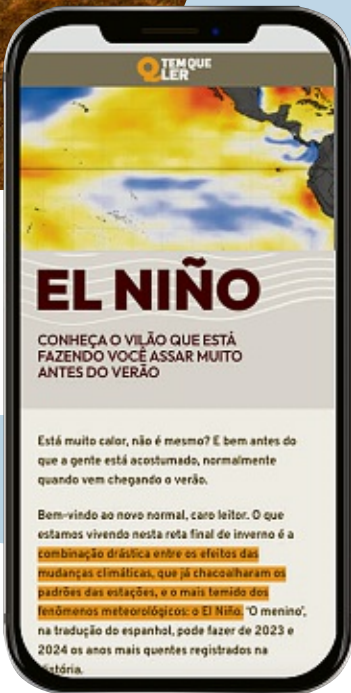 TEM QUE
LER
EL NIÑO
CONHEÇA O VILÃO QUE ESTÁ
FAZENDO VOCÊ ASSAR MUITO
ANTES DO VERÃO
Está muito calor, não é mesmo? E bem antes do
que a gente está acostumado, normalmente
quando vem chegando o verão.
Bem-vindo ao novo normal, caro leitor. O que
estamos vivendo nesta reta final de inverno é a
combinação drástica entre os efeitos das
mudanças climáticas, que já chacoalharam os
padrões das estações, e o mais temido dos
fenômenos meteorológicos: o El Niño. 'O menino',
na tradução do espanhol, pode fazer de 2023 e
2024 os anos mais quentes registrados na
história.